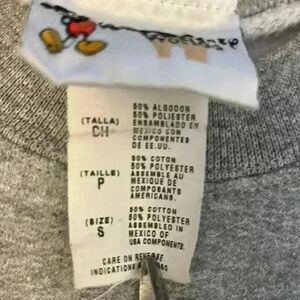 50% ALGODON
50% POLIESTER
(TALLA) ENSAMBLADO EN
CH MEXICO CON
COMPONENTES
DE EE.UU.
50% COTON
(TAILLE) 50% POLYESTER
P ASSEMBLE AU
MEXIQUE DE
COMPOSANTS
AMERICAINS.
50% COTTON
(SIZE) 50% POLYESTER
S ASSEMBLED IN
MEXICO OF
USA COMPONENTS.
CARE ON REVERSE
INDICATIONS